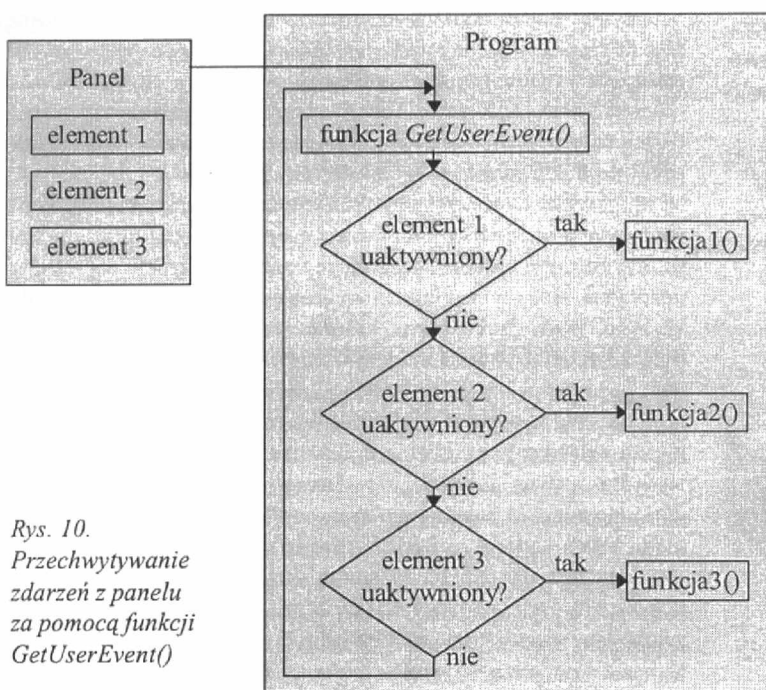 Panel
element 1
element 2
element 3
Program
funkcja GetUserEvent()
element 1
uaktywniony?
tak
funkcja1()
nie
element 2
uaktywniony?
tak
funkcja2()
nie
element 3
uaktywniony?
tak
funkcja3()
nie
Rys. 10.
Przechwytywanie
zdarzeń z panelu
za pomocą funkcji
GetUserEvent()